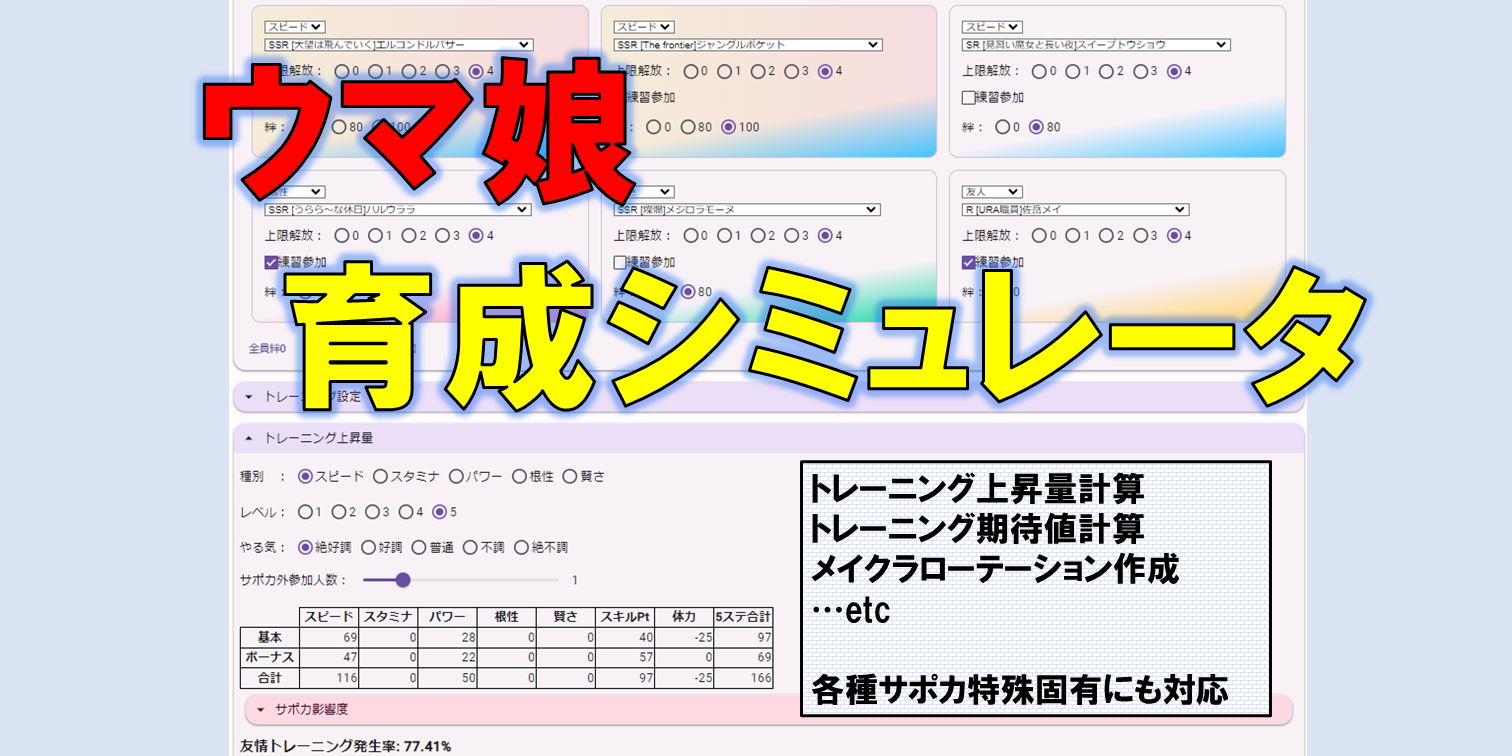 スピード
スピード
スピード
SSR [大望は飛んでいく]エルコンドルパサー
SSR [The frontier]ジャングルポケット
SR [見習い魔女と長い夜]スイープトウショウ
限解放： 0 1 2 3 4
上限解放： 0 1 2 3 4
上限解放： 0 1 2 3 4
ウマ娘
練習参加
練習参加
絆： 80 100
： 0 80 100
絆： 0 80
友人
SSR [うらら～な休日]ハルウララ
SSR [燦爛]メジロラモーヌ
R [URA職員]佐岳メイ
上限解放： 0 1 2 3 4
上限解放： 0 1 2 3 4
上限解放： 0 1 2 3 4
練習参加
練習参加
練習参加
80
育成シミュレータ
全員絆0
トレーニング設定
トレーニング上昇量
種別 ： スピード スタミナ パワー 根性 賢さ
レベル： 1 2 3 4 5
やる気： 絶好調 好調 普通 不調 絶不調
サポカ外参加人数： 1
スピード スタミナ パワー 根性 賢さ スキルPt 体力 5ステ合計
基本 69 0 28 0 0 40 -25 97
ボーナス 47 0 22 0 0 57 0 69
合計 116 0 50 0 0 97 -25 166
サポカ影響度
友情トレーニング発生率: 77.41%
トレーニング上昇量計算
トレーニング期待値計算
メイクラローテーション作成
…etc
各種サポカ特殊固有にも対応